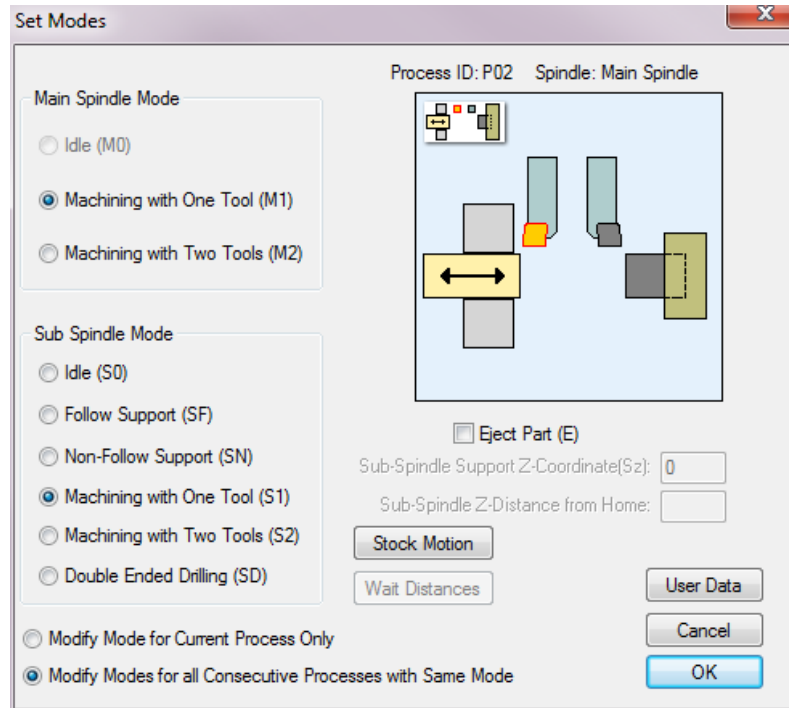 Set Modes
Process ID: P02 Spindle: Main Spindle
Main Spindle Mode
Idle (M0)
Machining with One Tool (M1)
Machining with Two Tools (M2)
Sub Spindle Mode
Idle (S0)
Follow Support (SF)
Non-Follow Support (SN)
Machining with One Tool (S1)
Machining with Two Tools (S2)
Double Ended Drilling (SD)
Eject Part (E)
Sub-Spindle Support Z-Coordinate(Sz): 0
Sub-Spindle Z-Distance from Home:
Stock Motion
Wait Distances
User Data
Modify Mode for Current Process Only
Cancel
Modify Modes for all Consecutive Processes with Same Mode
OK